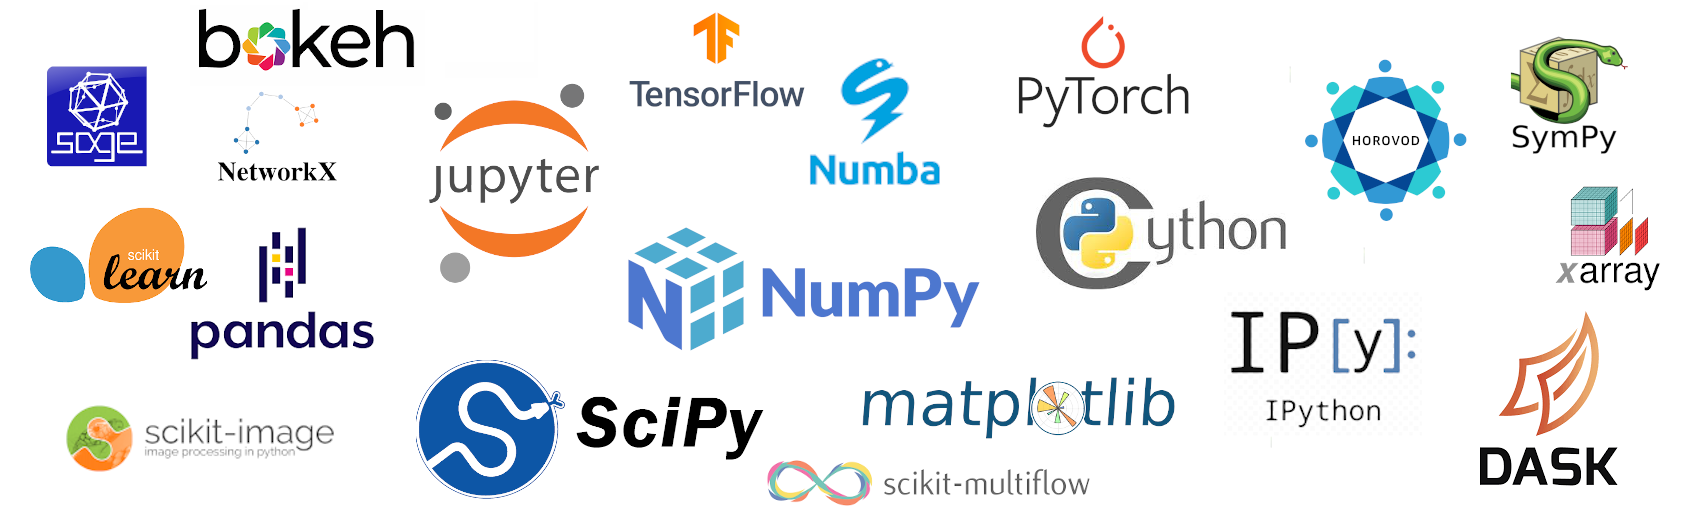 bokeh
TensorFlow
PyTorch
HOROVOD
SymPy
sage
NetworkX
jupyter
Numba
Cython
xarray
scikit
learn
pandas
N NumPy
IP[y]:
IPython
scikit-image
image processing in python
SciPy
matplotlib
DASK
scikit-multiflow